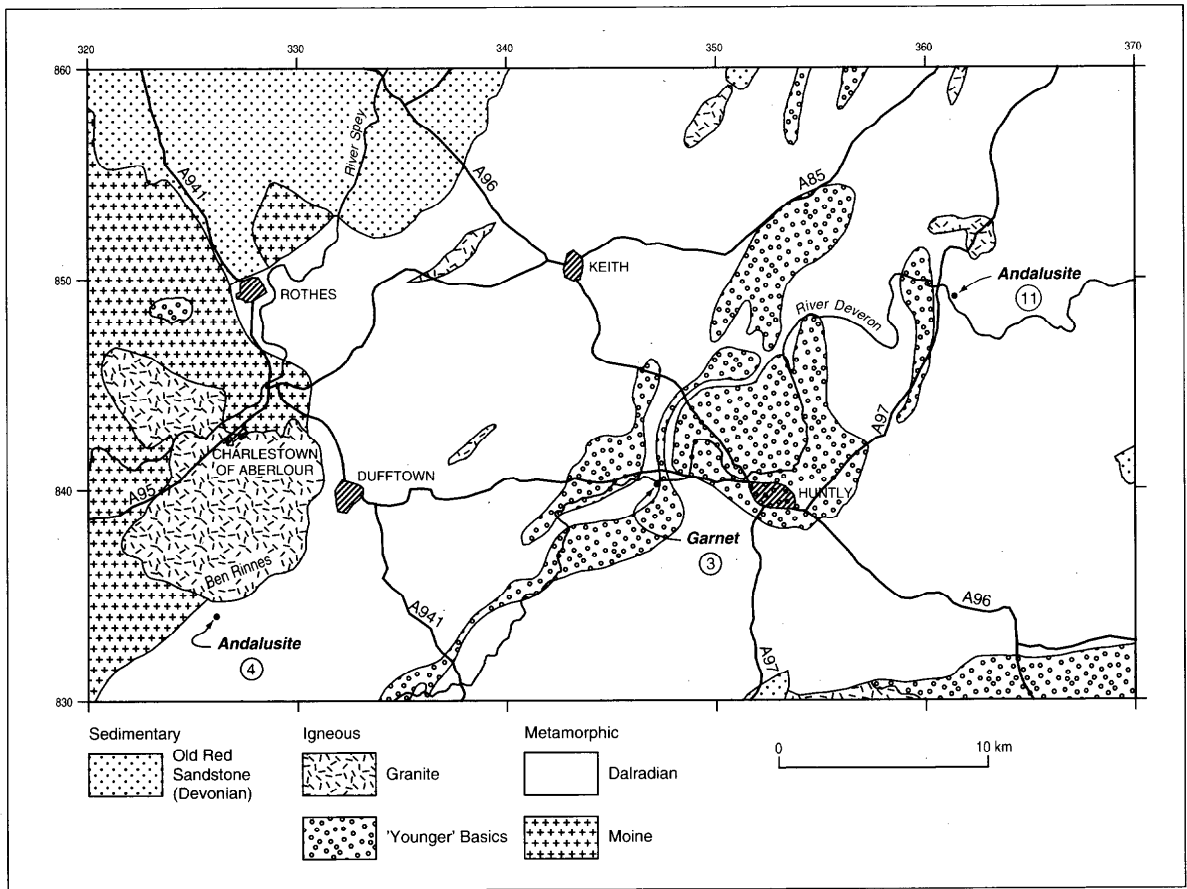 320 330 340 350 360 370
860
River Spey
A941
A96
A85
850
ROTHES
KEITH
Andalusite
11
River Deveron
A97
CHARLESTOWN
OF ABERLOUR
DUFFTOWN
A95
840
HUNTLY
Garnet
3
Ben Rinnes
A941
A96
Andalusite
4
A97
830
Sedimentary
Old Red
Sandstone
(Devonian)
Igneous
Granite
'Younger' Basics
Metamorphic
Dalradian
Moine
0 10 km